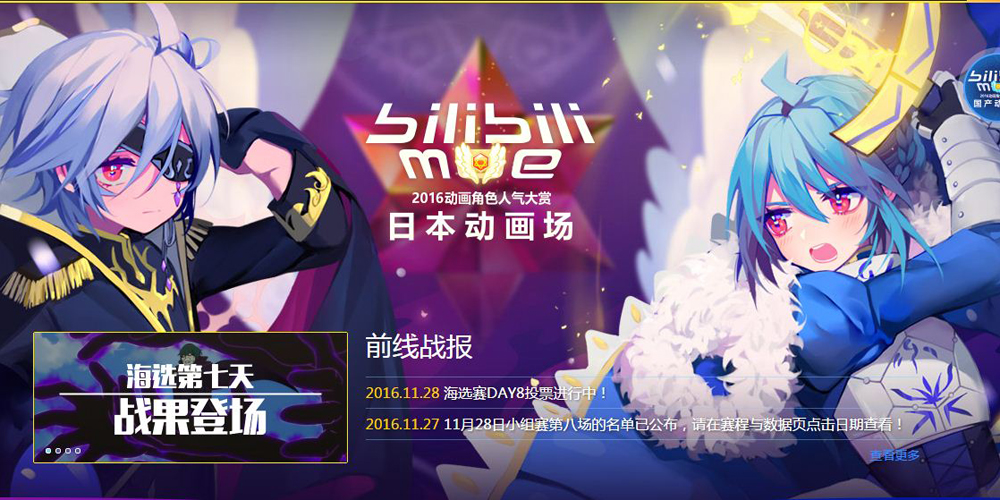 bilibili
moe
2016动画角色人气大赏
日本动画场
bili
国产动
海选第七天
战果登场
前线战报
2016.11.28 海选赛DAY8投票进行中！
2016.11.27 11月28日小组赛第八场的名单已公布，请在赛程与数据页点击日期查看！
查看更多